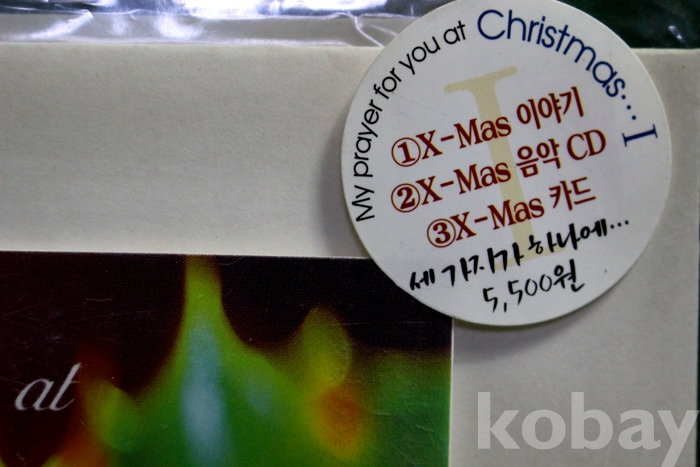 My prayer for you at Christmas... I
①X-Mas 이야기
②X-Mas 음악 CD
③X-Mas 카드
세가지가 하나에...
5,500원
at
kobay